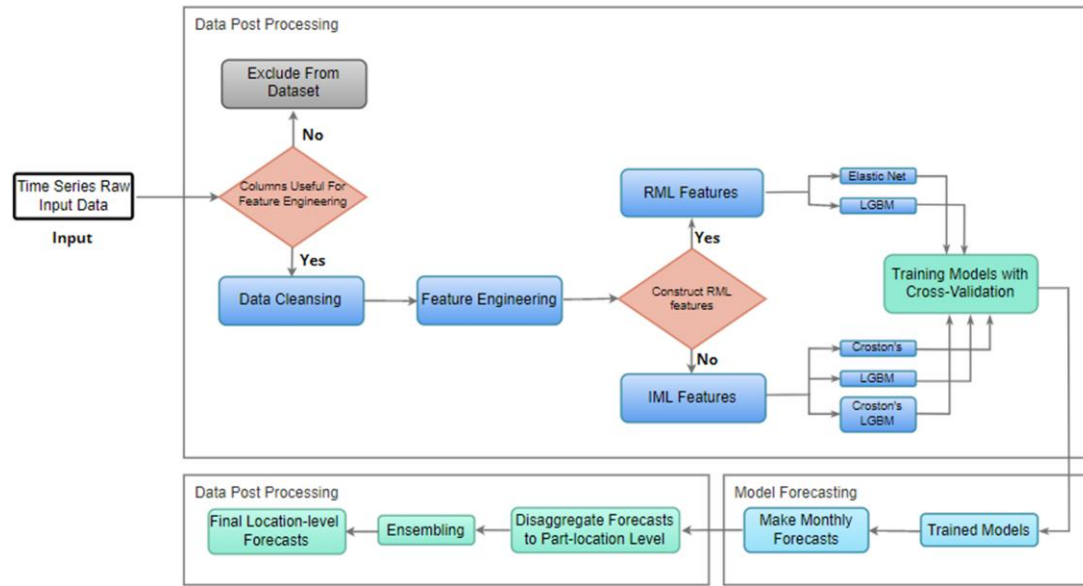 Data Post Processing
Exclude From
Dataset
No
Time Series Raw
Input Data
Input
Columns Useful For
Feature Engineering
Yes
Data Cleansing
Feature Engineering
Construct RML
features
Yes
RML Features
Elastic Net
LGBM
No
IML Features
Croston's
LGBM
Croston's
LGBM
Training Models with
Cross-Validation
Model Forecasting
Trained Models
Make Monthly
Forecasts
Data Post Processing
Disaggregate Forecasts
to Part-location Level
Ensembling
Final Location-level
Forecasts